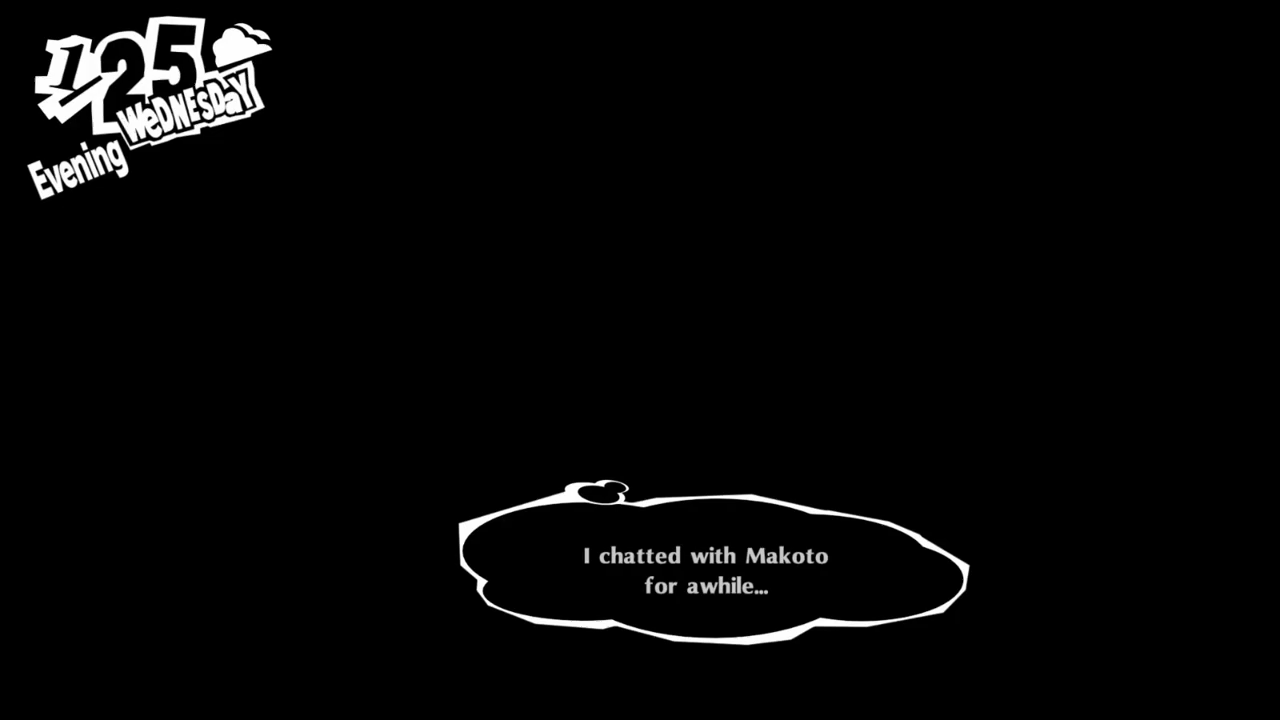 1/25
WeDNESDaY
Evening
I chatted with Makoto
for awhile...